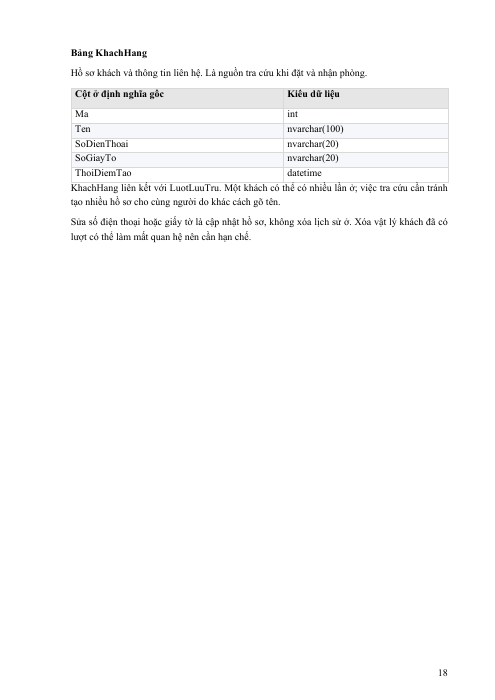 Bảng KhachHang
Hồ sơ khách và thông tin liên hệ. Là nguồn tra cứu khi đặt và nhận phòng.
Cột ở định nghĩa gốc Kiểu dữ liệu
Ma int
Ten nvarchar(100)
SoDienThoai nvarchar(20)
SoGiayTo nvarchar(20)
ThoiDiemTao datetime
KhachHang liên kết với LuotLuuTru. Một khách có thể có nhiều lần ở; việc tra cứu cần tránh
tạo nhiều hồ sơ cho cùng người do khác cách gõ tên.
Sửa số điện thoại hoặc giấy tờ là cập nhật hồ sơ, không xóa lịch sử ở. Xóa vật lý khách đã có
lượt có thể làm mất quan hệ nên cần hạn chế.
18